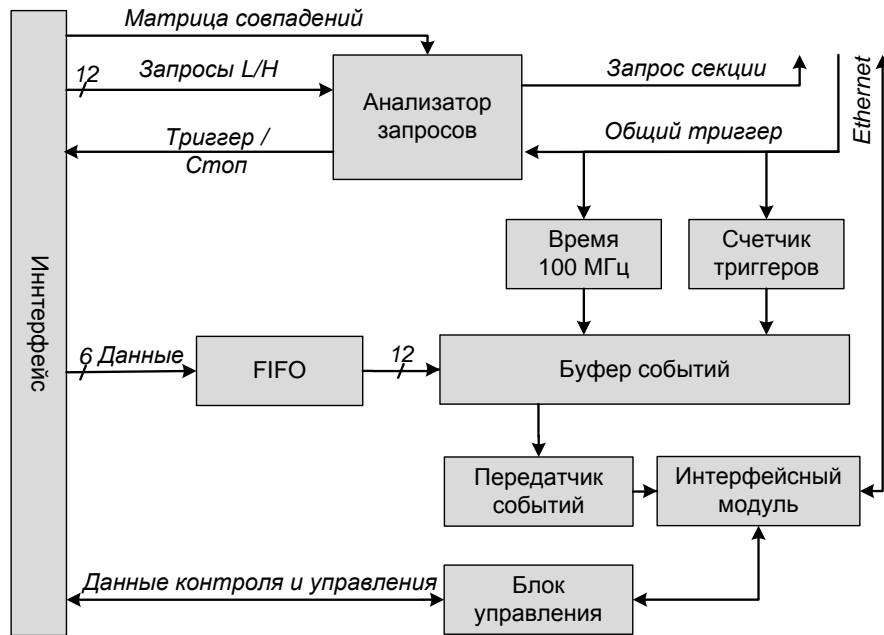 Матрица совпадений
12
Запросы L/H
Анализатор
запросов
Запрос секции
Ethernet
Триггер /
Стоп
Общий триггер
Время
100 МГц
Счетчик
триггеров
Иннтерфейс
6 Данные
FIFO
12
Буфер событий
Передатчик
событий
Интерфейсный
модуль
Данные контроля и управления
Блок
управления